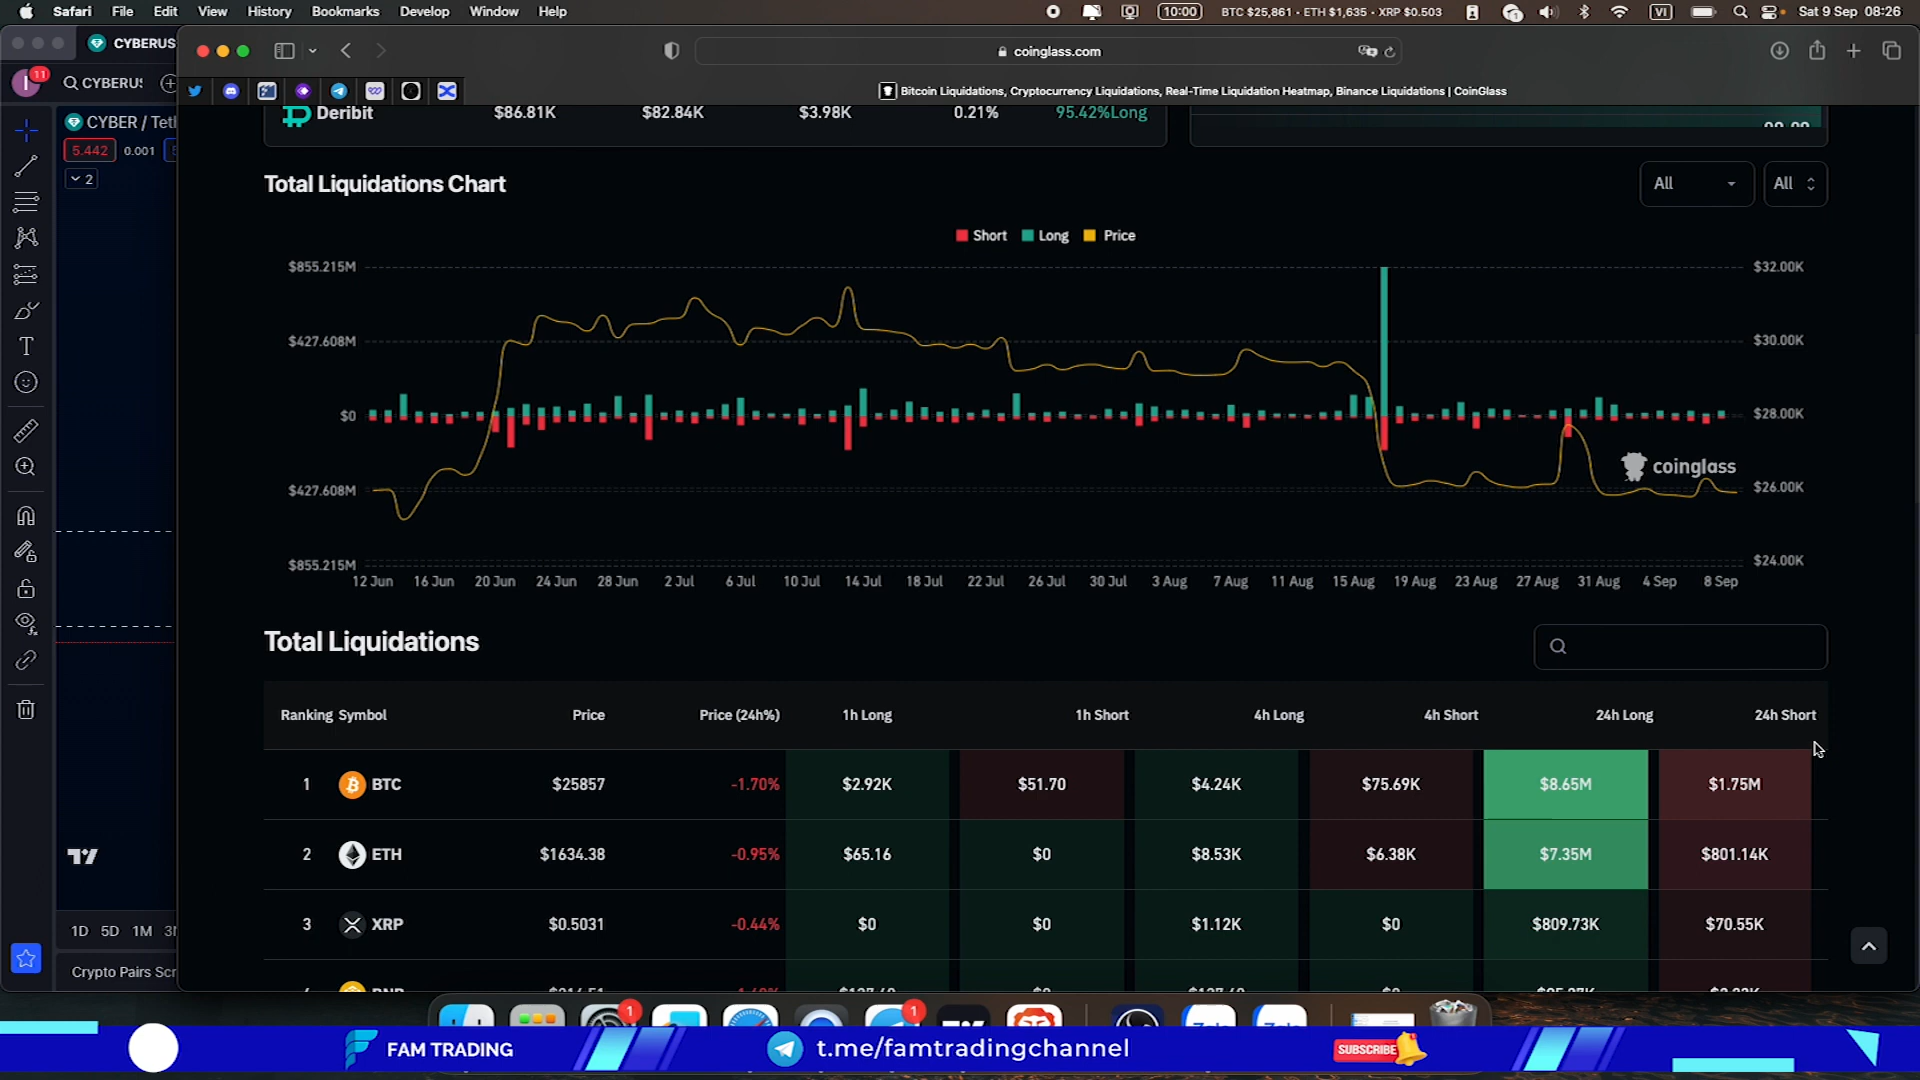 Safari File Edit View History Bookmarks Develop Window Help
10:00 BTC $25,861 · ETH $1,635 · XRP $0.503 VI Sat 9 Sep 08:26
CYBERUS
coinglass.com
11 CYBERUS
Bitcoin Liquidations, Cryptocurrency Liquidations, Real-Time Liquidation Heatmap, Binance Liquidations | CoinGlass
CYBER / Tet
5.442 0.001
2
Deribit $86.81K $82.84K $3.98K 0.21% 95.42%Long
Total Liquidations Chart
All All
Short Long Price
$855.215M $32.00K
$427.608M $30.00K
$0 $28.00K
coinglass
$427.608M $26.00K
$855.215M $24.00K
12 Jun 16 Jun 20 Jun 24 Jun 28 Jun 2 Jul 6 Jul 10 Jul 14 Jul 18 Jul 22 Jul 26 Jul 30 Jul 3 Aug 7 Aug 11 Aug 15 Aug 19 Aug 23 Aug 27 Aug 31 Aug 4 Sep 8 Sep
Total Liquidations
Ranking Symbol Price Price (24h%) 1h Long 1h Short 4h Long 4h Short 24h Long 24h Short
1 BTC $25857 -1.70% $2.92K $51.70 $4.24K $75.69K $8.65M $1.75M
2 ETH $1634.38 -0.95% $65.16 $0 $8.53K $6.38K $7.35M $801.14K
3 XRP $0.5031 -0.44% $0 $0 $1.12K $0 $809.73K $70.55K
1D 5D 1M
Crypto Pairs Scr
1 1
FAM TRADING
t.me/famtradingchannel
SUBSCRIBE